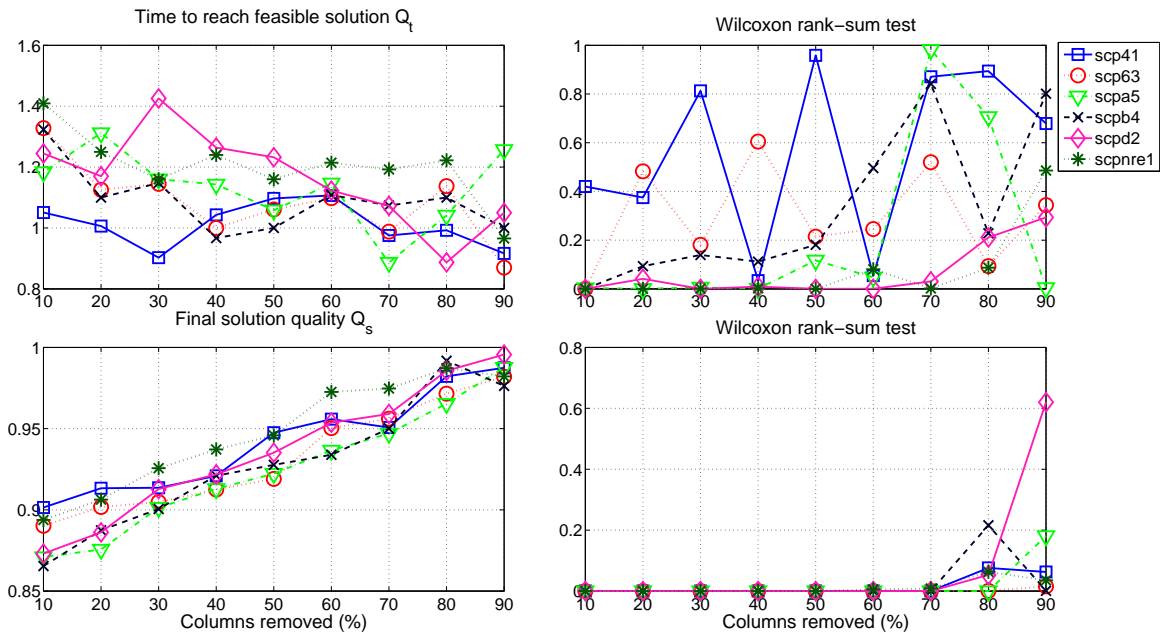 Time to reach feasible solution Q_t
1.6
1.4
1.2
1
0.8
10 20 30 40 50 60 70 80 90
Wilcoxon rank−sum test
1
0.8
0.6
0.4
0.2
0
10 20 30 40 50 60 70 80 90
scp41
scp63
scpa5
scpb4
scpd2
scpnre1
Final solution quality Q_s
1
0.95
0.9
0.85
10 20 30 40 50 60 70 80 90
Columns removed (%)
Wilcoxon rank−sum test
0.8
0.6
0.4
0.2
0
10 20 30 40 50 60 70 80 90
Columns removed (%)